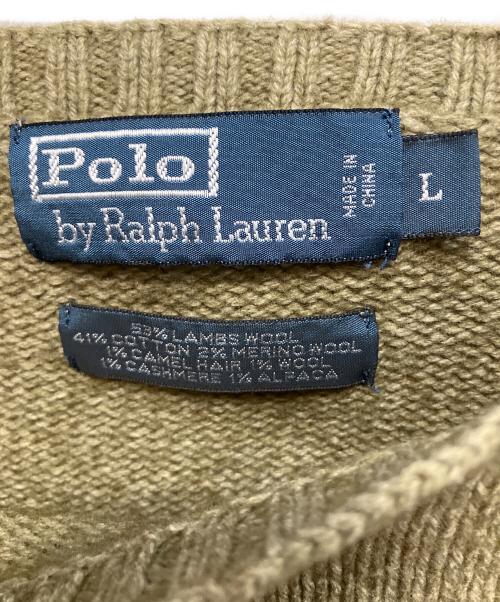 Polo
by Ralph Lauren
MADE IN
CHINA
L
53% LAMBS WOOL
41% COTTON 2% MERINO WOOL
1% CAMEL HAIR 1% WOOL
1% CASHMERE 1% ALPACA